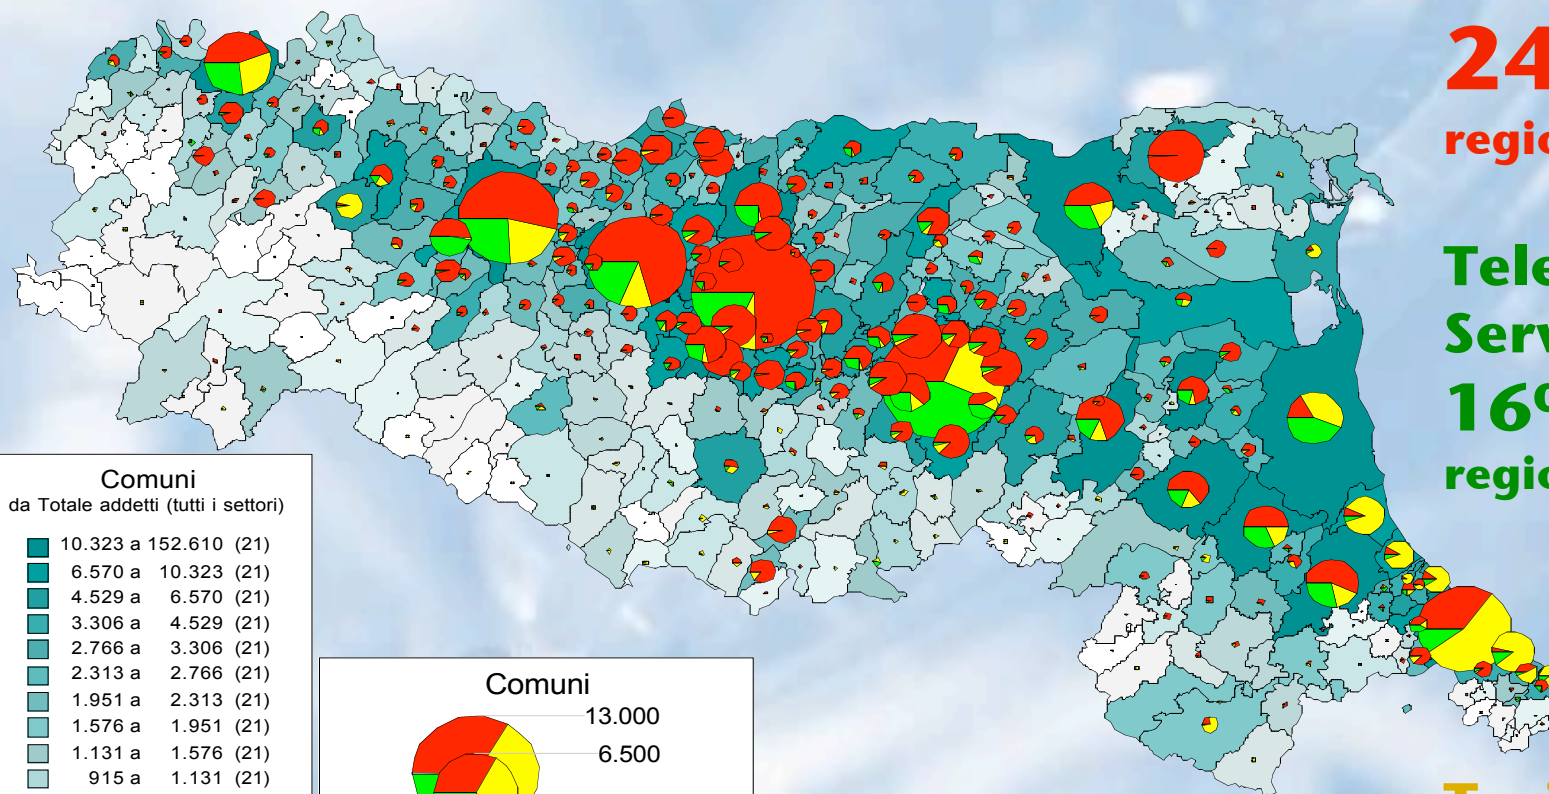 24
regio
Tele
Serv
16
regio
Comuni
da Totale addetti (tutti i settori)
10.323 a 152.610 (21)
6.570 a 10.323 (21)
4.529 a 6.570 (21)
3.306 a 4.529 (21)
2.766 a 3.306 (21)
2.313 a 2.766 (21)
1.951 a 2.313 (21)
1.576 a 1.951 (21)
1.131 a 1.576 (21)
915 a 1.131 (21)
Comuni
13.000
6.500